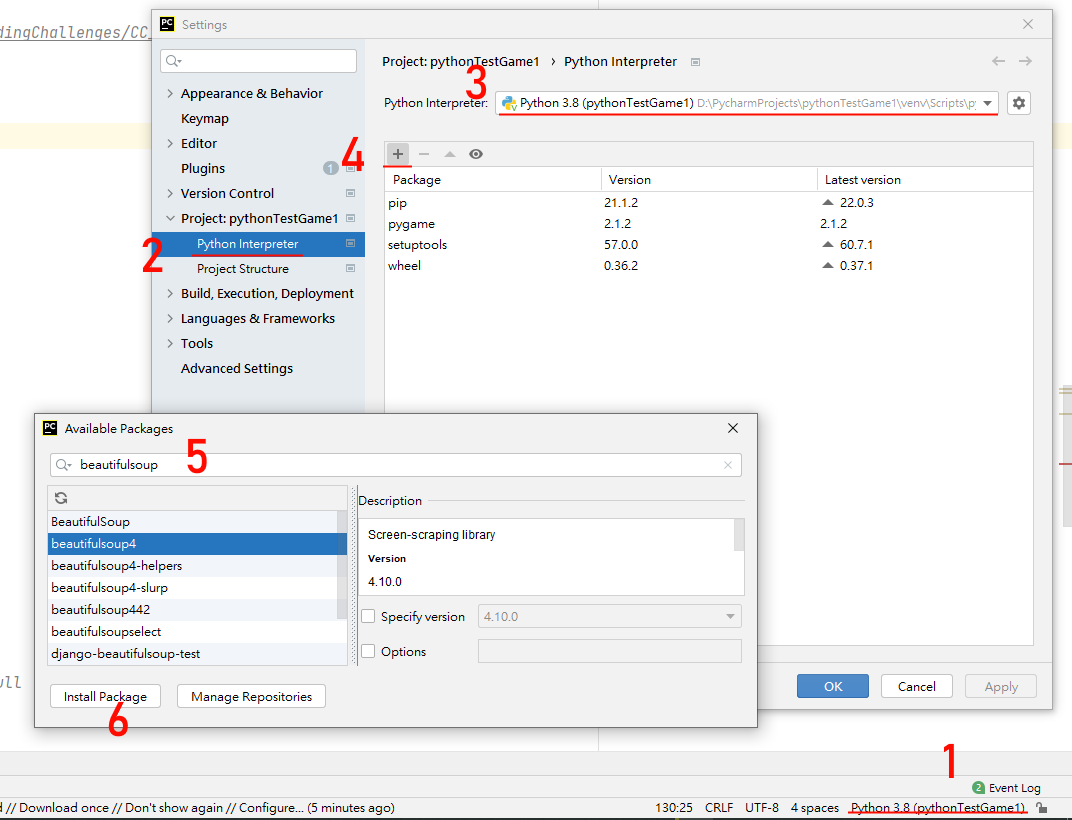 dingChallenges/CC_
PC Settings
Project: pythonTestGame1 › Python Interpreter
3
Python Interpreter: Python 3.8 (pythonTestGame1) D:\PycharmProjects\pythonTestGame1\venv\Scripts\py
Appearance & Behavior
Keymap
Editor
Plugins 1
4
Version Control
Project: pythonTestGame1
2
Python Interpreter
Project Structure
Build, Execution, Deployment
Languages & Frameworks
Tools
Advanced Settings
Package Version Latest version
pip 21.1.2 22.0.3
pygame 2.1.2 2.1.2
setuptools 57.0.0 60.7.1
wheel 0.36.2 0.37.1
PC Available Packages
5
beautifulsoup
BeautifulSoup
beautifulsoup4
beautifulsoup4-helpers
beautifulsoup4-slurp
beautifulsoup442
beautifulsoupselect
django-beautifulsoup-test
Description
Screen-scraping library
Version
4.10.0
Specify version 4.10.0
Options
Install Package Manage Repositories
6
OK Cancel Apply
ull
1
2 Event Log
d // Download once // Don't show again // Configure... (5 minutes ago) 130:25 CRLF UTF-8 4 spaces Python 3.8 (pythonTestGame1)